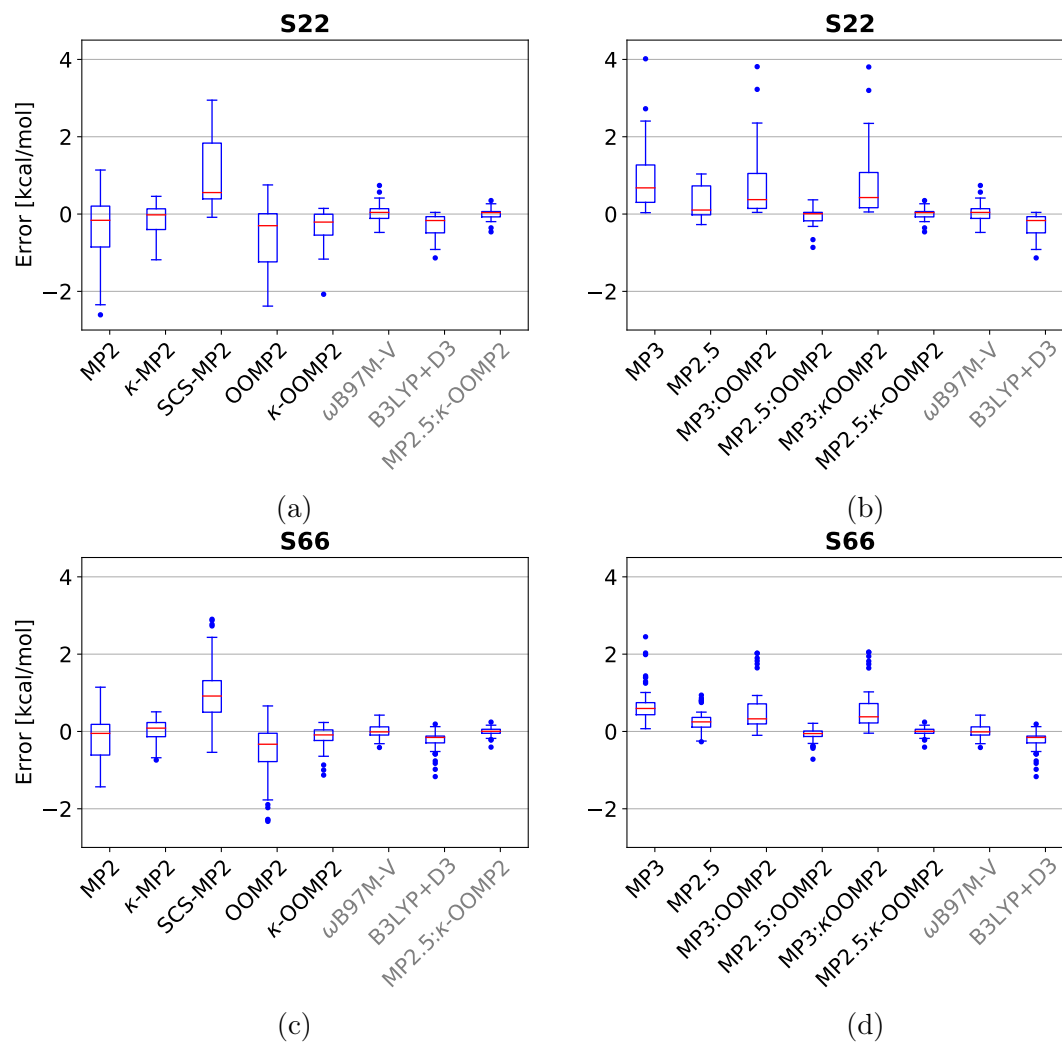 S22
Error [kcal/mol]
4
2
0
−2
MP2
κ-MP2
SCS-MP2
OOMP2
κ-OOMP2
ωB97M-V
B3LYP+D3
MP2.5:κ-OOMP2
(a)
S22
4
2
0
−2
MP3
MP2.5
MP3:OOMP2
MP2.5:OOMP2
MP3:κOOMP2
MP2.5:κ-OOMP2
ωB97M-V
B3LYP+D3
(b)
S66
Error [kcal/mol]
4
2
0
−2
MP2
κ-MP2
SCS-MP2
OOMP2
κ-OOMP2
ωB97M-V
B3LYP+D3
MP2.5:κ-OOMP2
(c)
S66
4
2
0
−2
MP3
MP2.5
MP3:OOMP2
MP2.5:OOMP2
MP3:κOOMP2
MP2.5:κ-OOMP2
ωB97M-V
B3LYP+D3
(d)